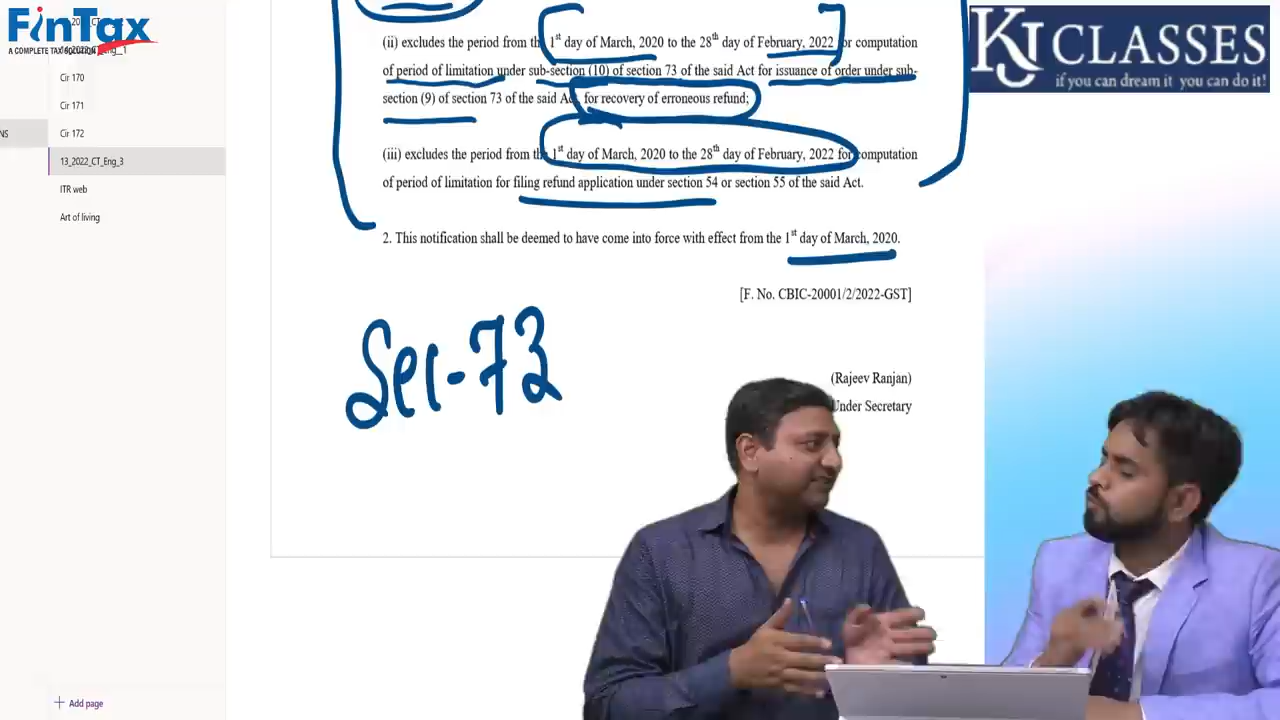 FinTax
A COMPLETE TAX SOLUTION
KJ CLASSES
if you can dream it you can do it!
Cir 170
Cir 171
Cir 172
NS
13_2022_CT_Eng_3
ITR web
Art of living
Add page
(ii) excludes the period from the 1st day of March, 2020 to the 28th day of February, 2022 for computation
of period of limitation under sub-section (10) of section 73 of the said Act for issuance of order under sub-
section (9) of section 73 of the said Act, for recovery of erroneous refund;
(iii) excludes the period from the 1st day of March, 2020 to the 28th day of February, 2022 for computation
of period of limitation for filing refund application under section 54 or section 55 of the said Act.
2. This notification shall be deemed to have come into force with effect from the 1st day of March, 2020.
[F. No. CBIC-20001/2/2022-GST]
Sec-73
(Rajeev Ranjan)
Under Secretary